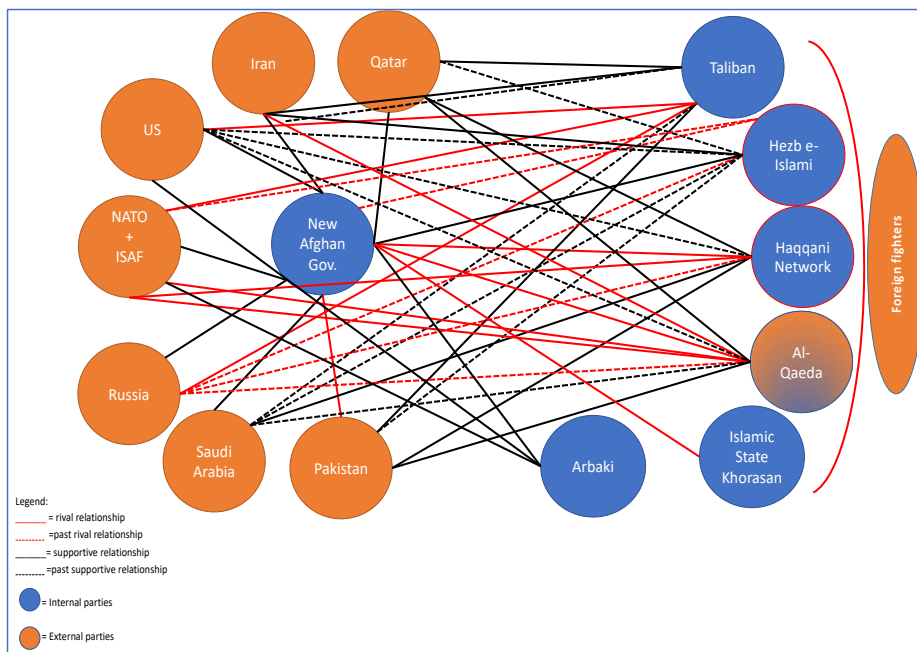 Iran
Qatar
Taliban
US
Hezb e-
Islami
NATO
+
ISAF
New
Afghan
Gov.
Haqqani
Network
Foreign fighters
Al-
Qaeda
Russia
Saudi
Arabia
Pakistan
Arbaki
Islamic
State
Khorasan
Legend:
_______ = rival relationship
--------- =past rival relationship
_______= supportive relationship
---------= past supportive relationship
= Internal parties
= External parties